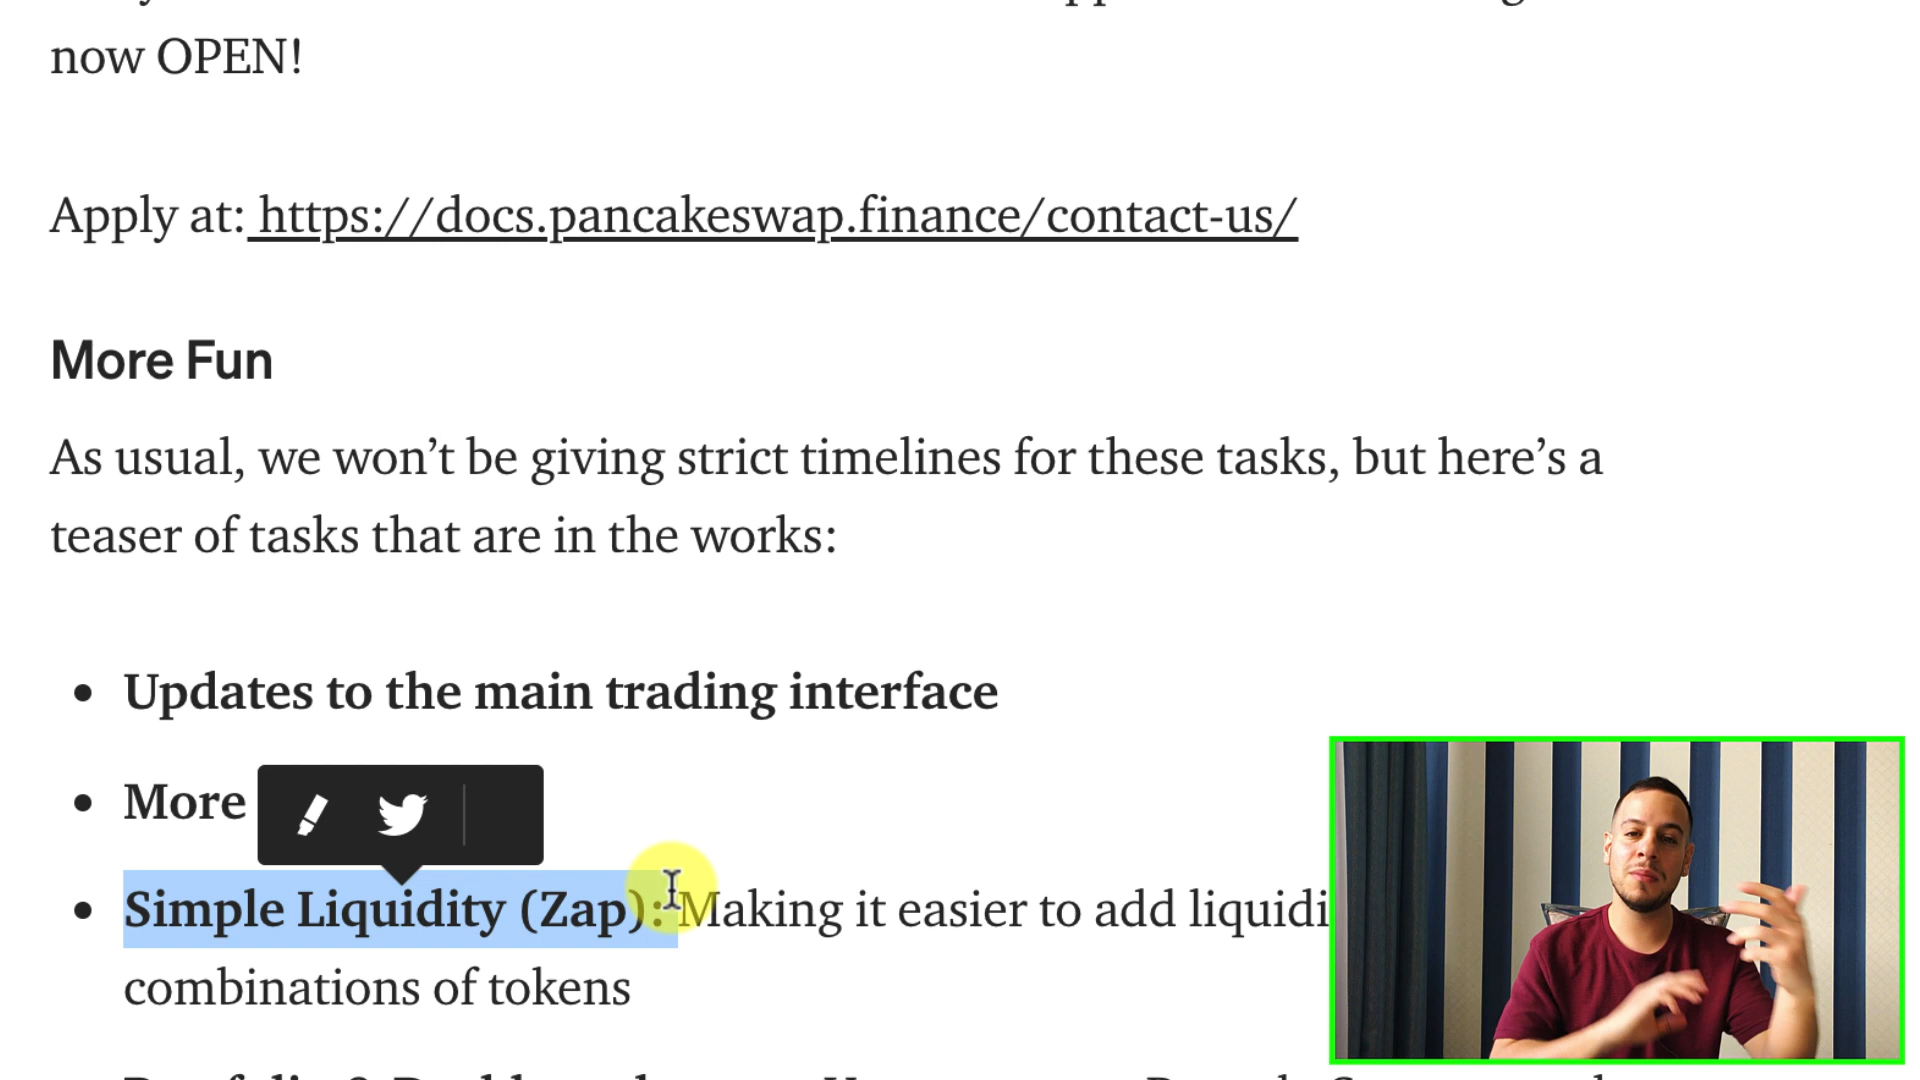 now OPEN!
Apply at: https://docs.pancakeswap.finance/contact-us/
More Fun
As usual, we won’t be giving strict timelines for these tasks, but here’s a
teaser of tasks that are in the works:
• Updates to the main trading interface
• More
• Simple Liquidity (Zap): Making it easier to add liquidi
combinations of tokens